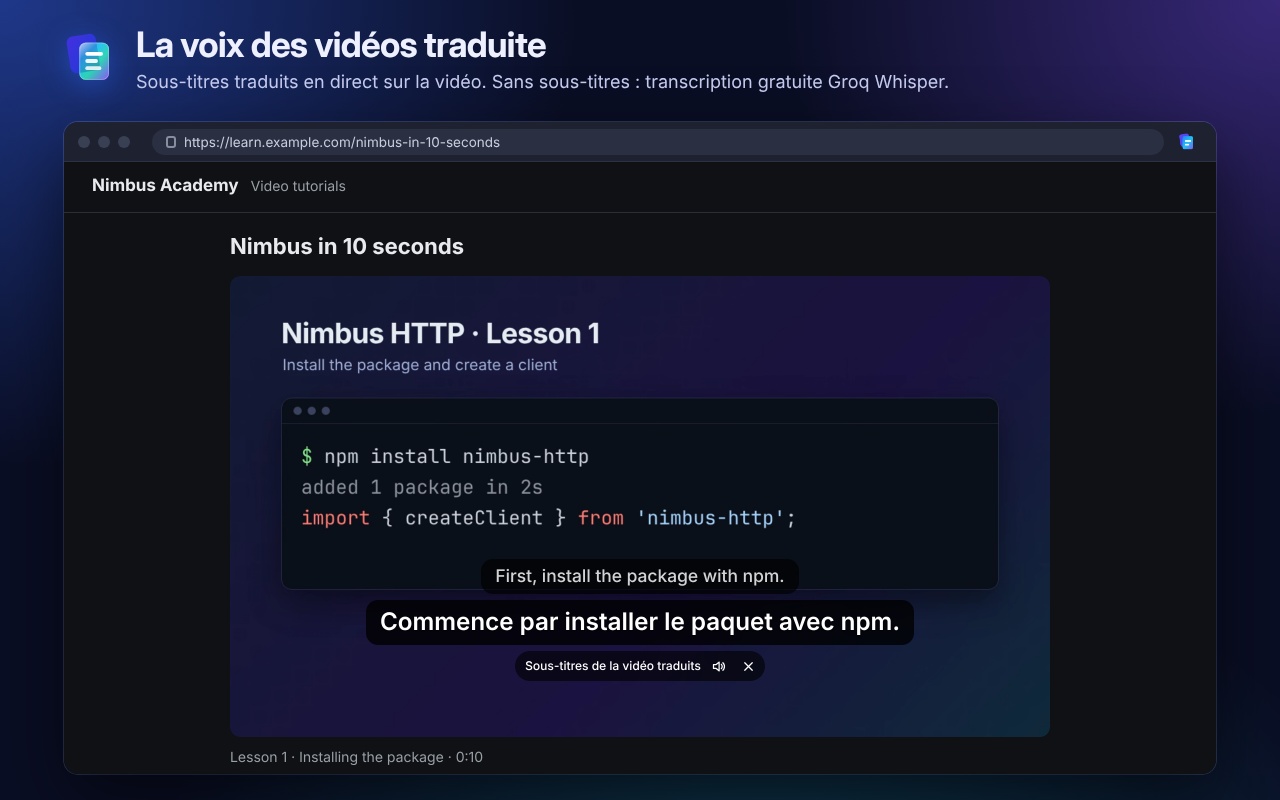 La voix des vidéos traduite
Sous-titres traduits en direct sur la vidéo. Sans sous-titres : transcription gratuite Groq Whisper.
https://learn.example.com/nimbus-in-10-seconds
Nimbus Academy Video tutorials
Nimbus in 10 seconds
Nimbus HTTP · Lesson 1
Install the package and create a client
$ npm install nimbus-http
added 1 package in 2s
import { createClient } from 'nimbus-http';
First, install the package with npm.
Commence par installer le paquet avec npm.
Sous-titres de la vidéo traduits
Lesson 1 · Installing the package · 0:10